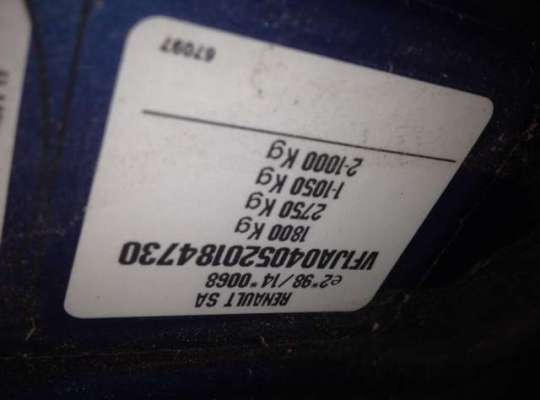 RENAULT SA
e2*98/14*0068
VF1JA040520184730
1800 Kg
2750 Kg
1-1050 Kg
2-1000 Kg
67097